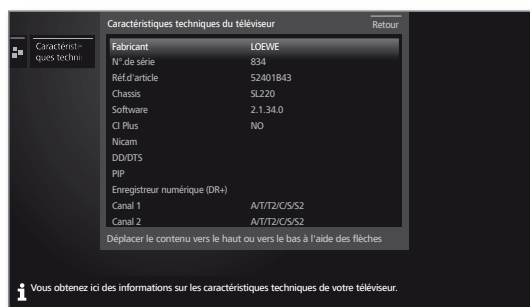 Caractéristiques techniques du téléviseur Retour
Caractéristi-
ques techni
Fabricant LOEWE
N°.de série 834
Réf.d'article 52401B43
Chassis SL220
Software 2.1.34.0
CI Plus NO
Nicam
DD/DTS
PIP
Enregistreur numérique (DR+)
Canal 1 A/T/T2/C/S/S2
Canal 2 A/T/T2/C/S/S2
Déplacer le contenu vers le haut ou vers le bas à l'aide des flèches
Vous obtenez ici des informations sur les caractéristiques techniques de votre téléviseur.